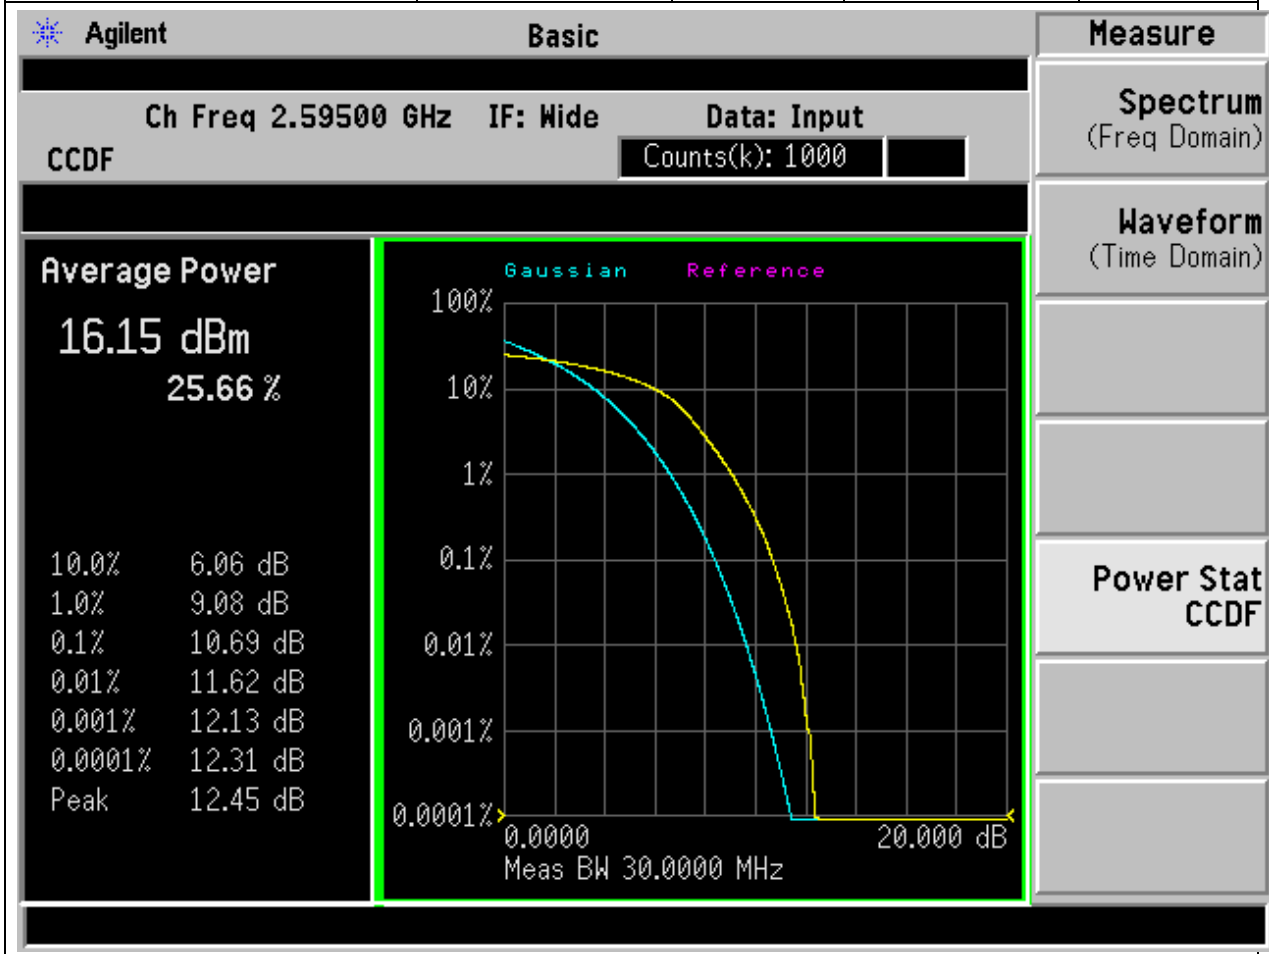 Agilent Basic Measure
Ch Freq 2.59500 GHz IF: Wide Data: Input
CCDF Counts(k): 1000
Spectrum
(Freq Domain)
Waveform
(Time Domain)
Power Stat
CCDF
Average Power
16.15 dBm
25.66 %
10.0% 6.06 dB
1.0% 9.08 dB
0.1% 10.69 dB
0.01% 11.62 dB
0.001% 12.13 dB
0.0001% 12.31 dB
Peak 12.45 dB
Gaussian Reference
100%
10%
1%
0.1%
0.01%
0.001%
0.0001%
0.0000 20.000 dB
Meas BW 30.0000 MHz